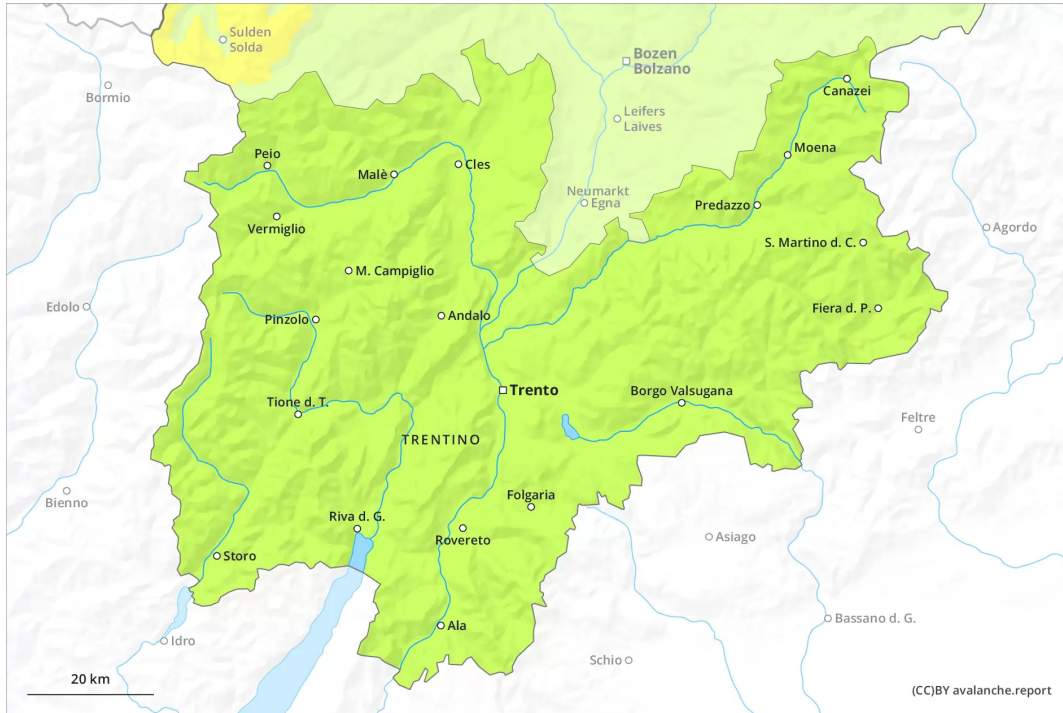 Sulden
Solda
Bozen
Bolzano
Bormio
Canazei
Leifers
Laives
Moena
Peio
Malè
Cles
Neumarkt
Egna
Predazzo
Vermiglio
Agordo
S. Martino d. C.
M. Campiglio
Edolo
Fiera d. P.
Pinzolo
Andalo
Trento
Borgo Valsugana
Tione d. T.
Feltre
TRENTINO
Bienno
Folgaria
Riva d. G.
Rovereto
Asiago
Storo
Bassano d. G.
Ala
Idro
Schio
20 km
(CC)BY avalanche.report